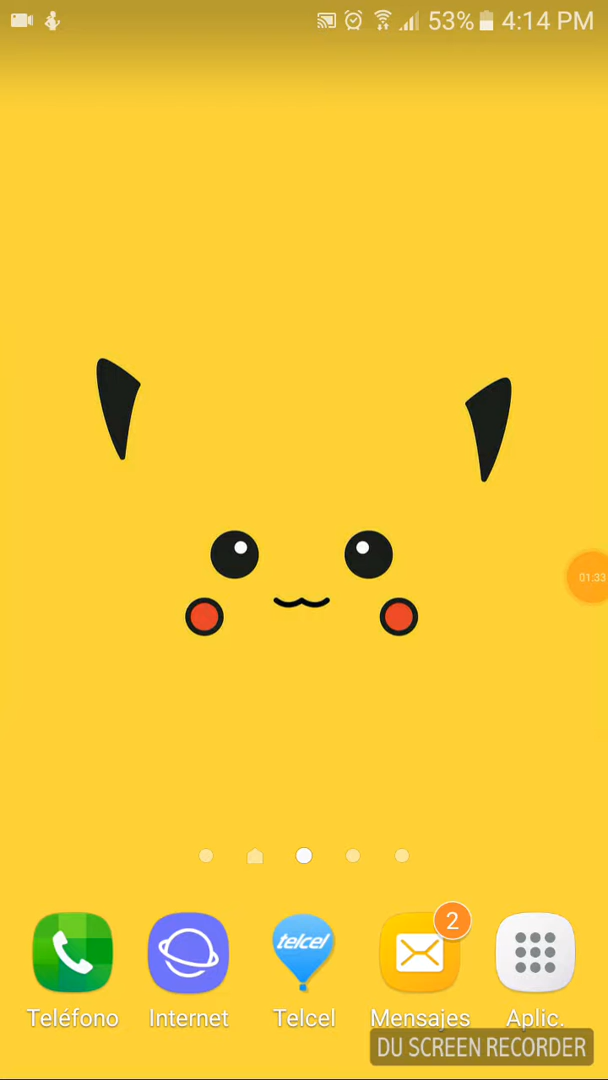 53% 4:14 PM
01:33
telcel
2
Teléfono Internet Telcel Mensajes Aplic.
DU SCREEN RECORDER